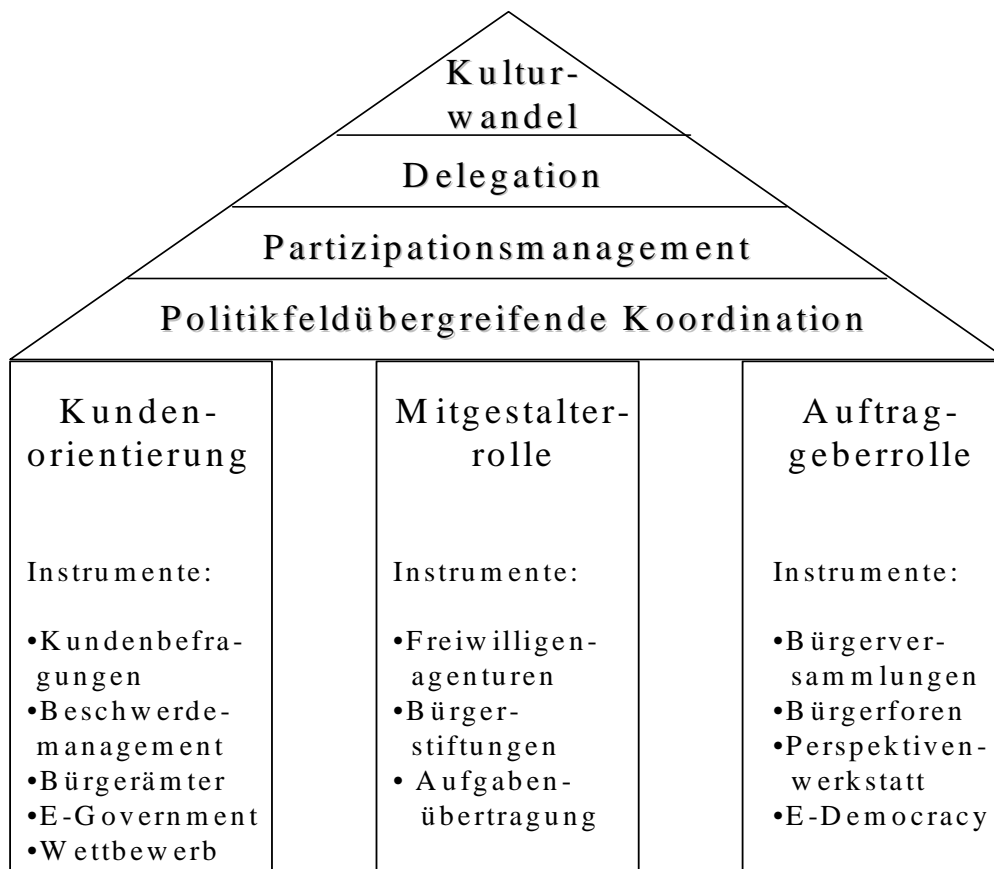 Kultur-
wandel
Delegation
Partizipationsmanagement
Politikfeldübergreifende Koordination
Kunden-
orientierung
Instrumente:
•Kundenbefra-
gungen
•Beschwerde-
management
•Bürgerämter
•E-Government
•Wettbewerb
Mitgestalter-
rolle
Instrumente:
•Freiwilligen-
agenturen
•Bürger-
stiftungen
• Aufgaben-
übertragung
Auftrag-
geberrolle
Instrumente:
•Bürgerver-
sammlungen
•Bürgerforen
•Perspektiven-
werkstatt
•E-Democracy